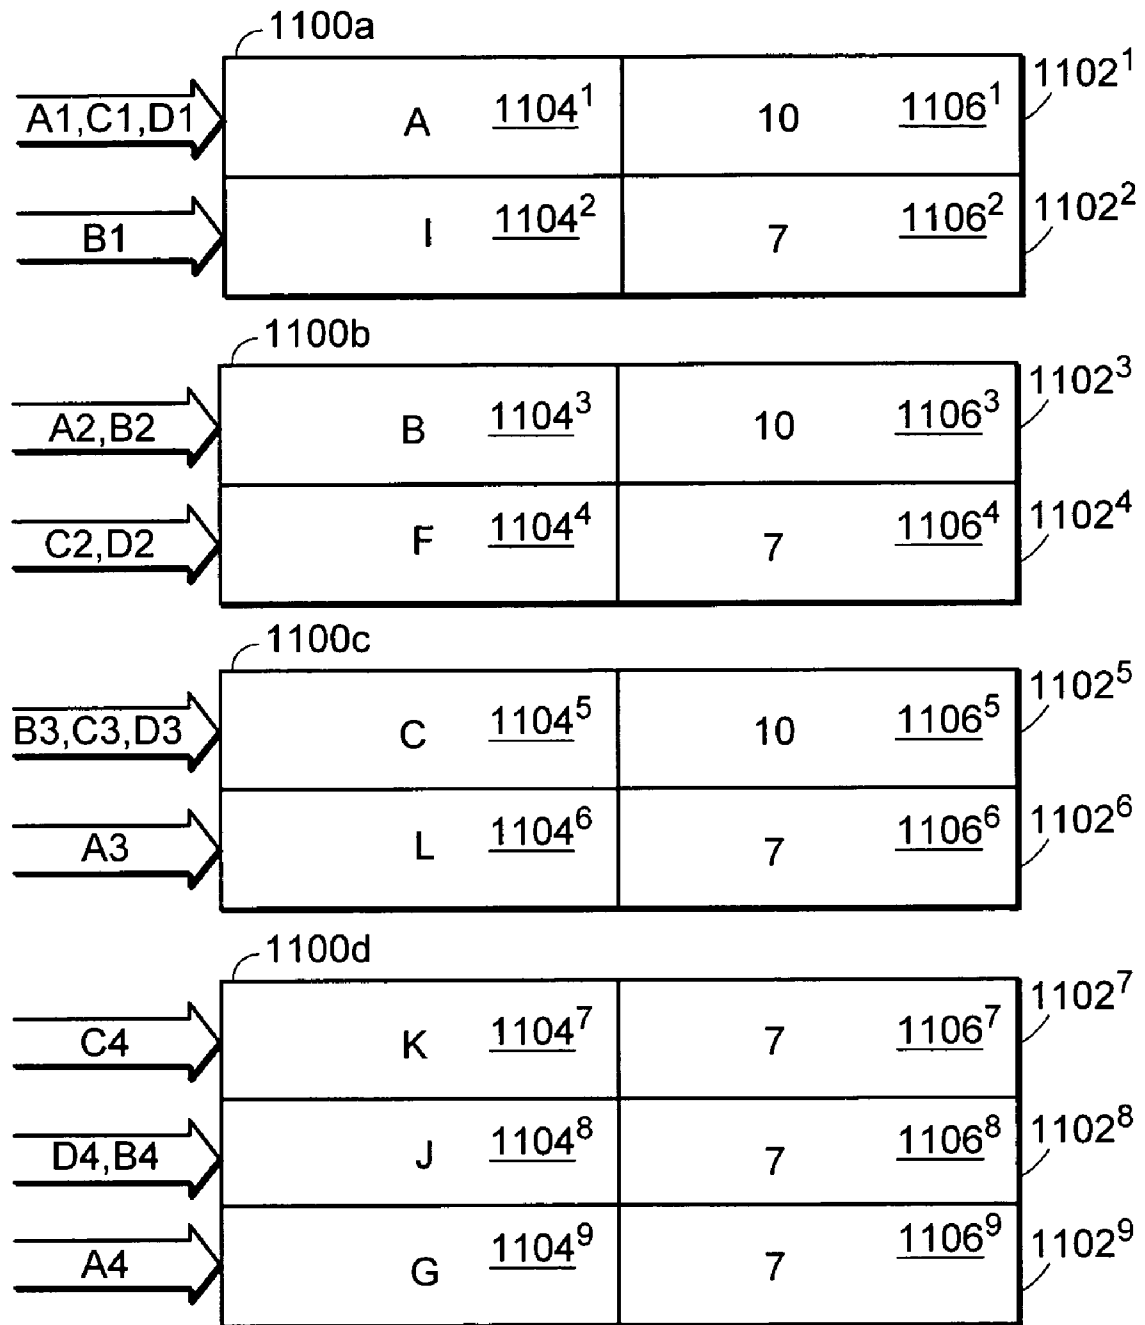 1100a
A1,C1,D1 A 1104¹ 10 1106¹ 1102¹
B1 I 1104² 7 1106² 1102²
1100b
A2,B2 B 1104³ 10 1106³ 1102³
C2,D2 F 1104⁴ 7 1106⁴ 1102⁴
1100c
B3,C3,D3 C 1104⁵ 10 1106⁵ 1102⁵
A3 L 1104⁶ 7 1106⁶ 1102⁶
1100d
C4 K 1104⁷ 7 1106⁷ 1102⁷
D4,B4 J 1104⁸ 7 1106⁸ 1102⁸
A4 G 1104⁹ 7 1106⁹ 1102⁹